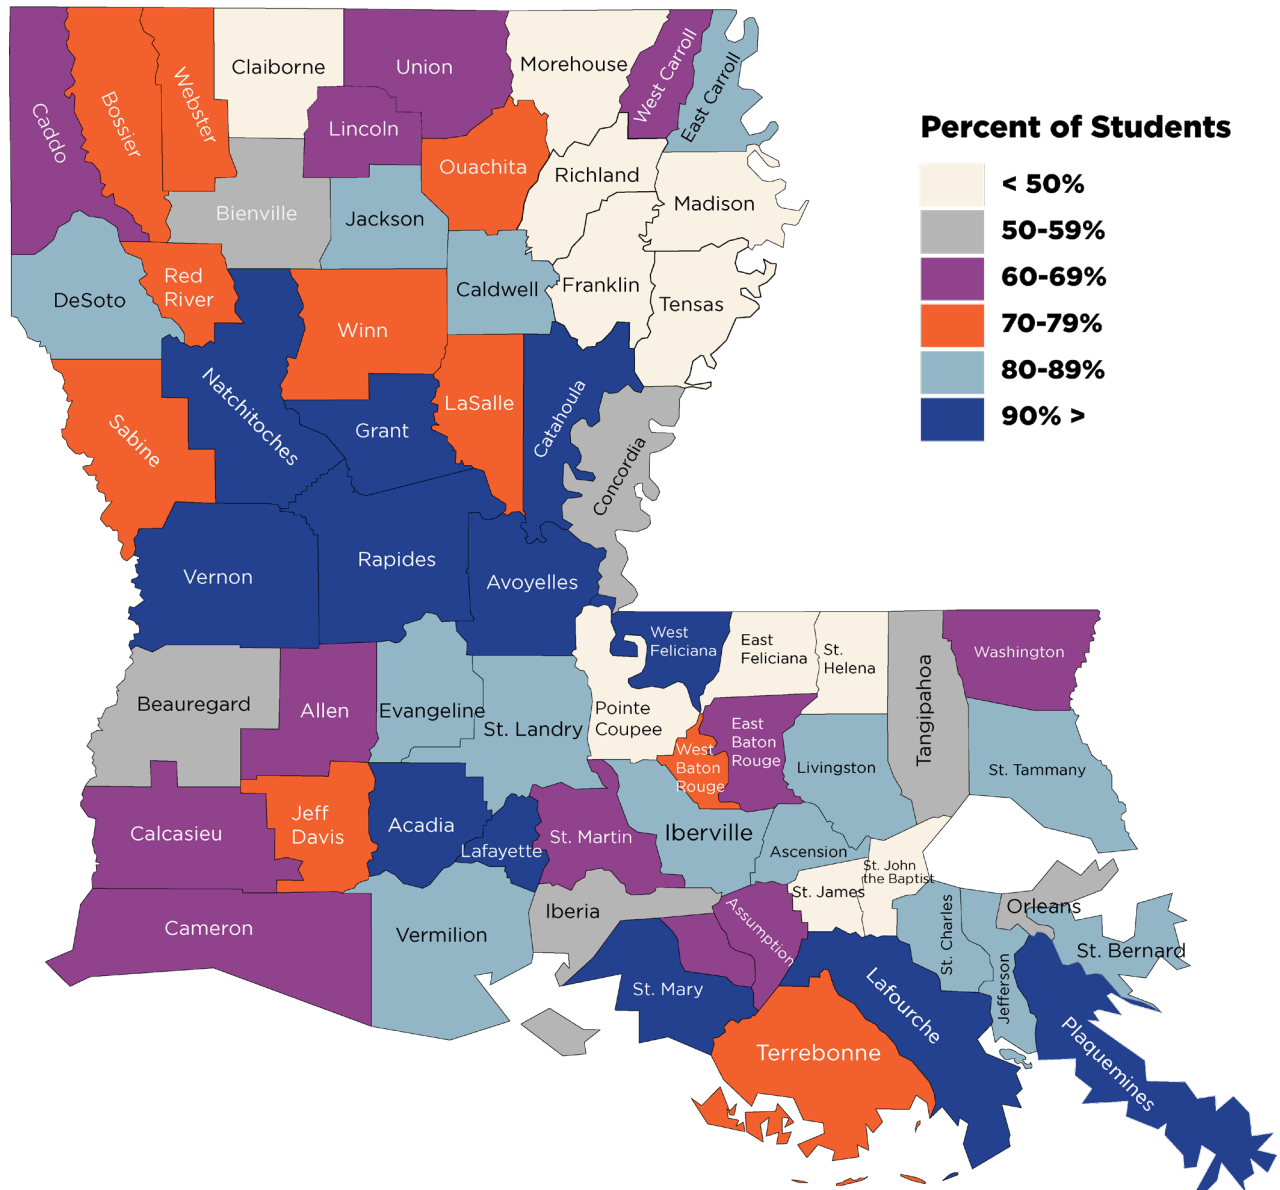 Percent of Students
< 50%
50-59%
60-69%
70-79%
80-89%
90% >
Caddo
Bossier
Webster
Claiborne
Union
Lincoln
Morehouse
West Carroll
East Carroll
Ouachita
Richland
Madison
Bienville
Jackson
DeSoto
Red
River
Winn
Caldwell
Franklin
Tensas
Natchitoches
Grant
LaSalle
Catahoula
Concordia
Sabine
Vernon
Rapides
Avoyelles
West
Feliciana
East
Feliciana
St.
Helena
Tangipahoa
Washington
Beauregard
Allen
Evangeline
St. Landry
Pointe
Coupee
West
Baton
Rouge
East
Baton
Rouge
Livingston
St. Tammany
Calcasieu
Jeff
Davis
Acadia
Lafayette
St. Martin
Iberville
Ascension
St. John
the Baptist
St. James
Cameron
Vermilion
Iberia
Assumption
St. Charles
Orleans
St. Bernard
Jefferson
St. Mary
Lafourche
Terrebonne
Plaquemines